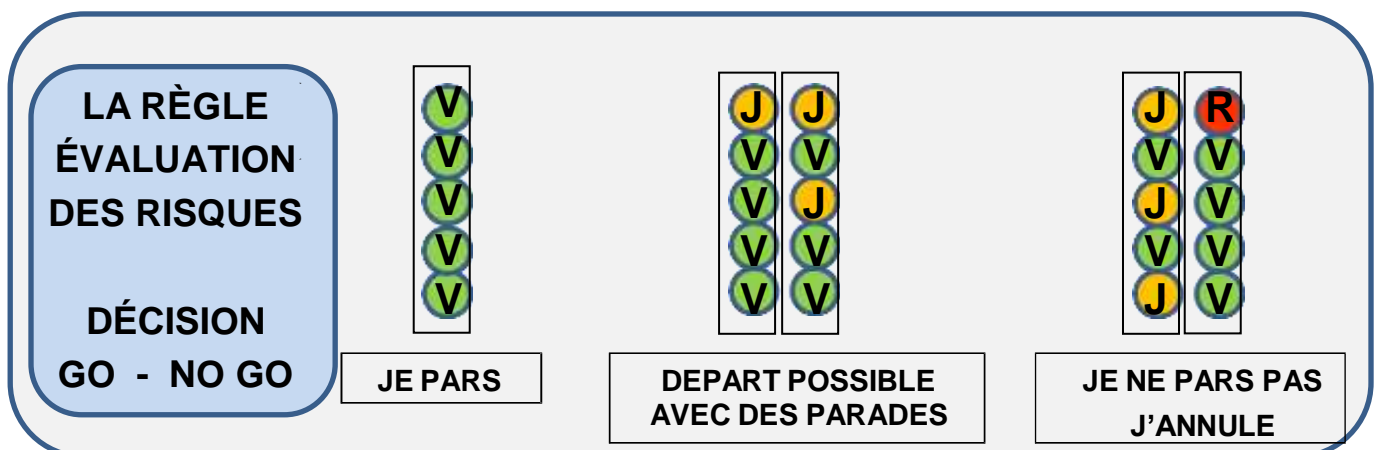 LA RÈGLE
ÉVALUATION
DES RISQUES
DÉCISION
GO - NO GO
V
V
V
V
V
JE PARS
J J
V V
V J
V V
V V
DEPART POSSIBLE
AVEC DES PARADES
J R
V V
J V
V V
J V
JE NE PARS PAS
J’ANNULE